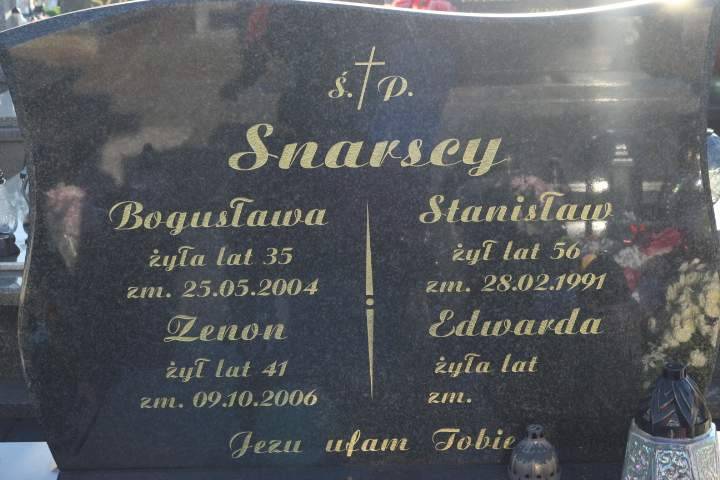 Ś. P.
Snarscy
Bogusława
żyła lat 35
zm. 25.05.2004
Zenon
żył lat 41
zm. 09.10.2006
Stanisław
żył lat 56
zm. 28.02.1991
Edwarda
żyła lat
zm.
Jezu ufam Tobie